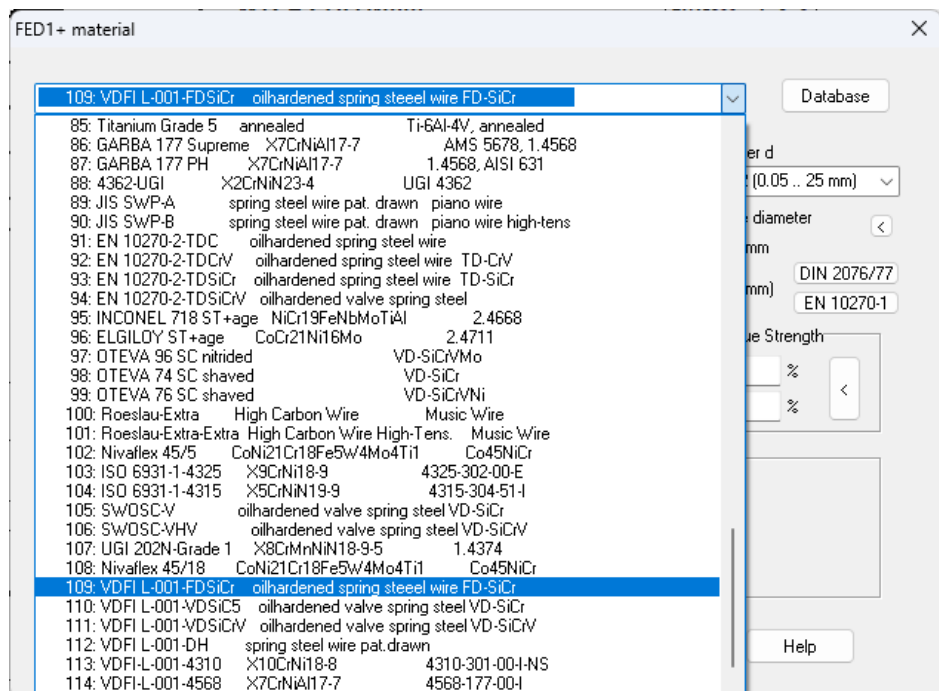 FED1+ material
109: VDFI L-001-FDSiCr oilhardened spring steeel wire FD-SiCr
Database
85: Titanium Grade 5 annealed Ti-6Al-4V, annealed
86: GARBA 177 Supreme X7CrNiAl17-7 AMS 5678, 1.4568
87: GARBA 177 PH X7CrNiAl17-7 1.4568, AISI 631
88: 4362-UGI X2CrNiN23-4 UGI 4362
89: JIS SWP-A spring steel wire pat. drawn piano wire
90: JIS SWP-B spring steel wire pat. drawn piano wire high-tens
91: EN 10270-2-TDC oilhardened spring steel wire
92: EN 10270-2-TDCrV oilhardened spring steel wire TD-CrV
93: EN 10270-2-TDSiCr oilhardened spring steel wire TD-SiCr
94: EN 10270-2-TDSiCrV oilhardened valve spring steel
95: INCONEL 718 ST+age NiCr19FeNbMoTiAl 2.4668
96: ELGILOY ST+age CoCr21Ni16Mo 2.4711
97: OTEVA 96 SC nitrided VD-SiCrVMo
98: OTEVA 74 SC shaved VD-SiCr
99: OTEVA 76 SC shaved VD-SiCrVNi
100: Roeslau-Extra High Carbon Wire Music Wire
101: Roeslau-Extra-Extra High Carbon Wire High-Tens. Music Wire
102: Nivaflex 45/5 CoNi21Cr18Fe5W4Mo4Ti1 Co45NiCr
103: ISO 6931-1-4325 X9CrNi18-9 4325-302-00-E
104: ISO 6931-1-4315 X5CrNiN19-9 4315-304-51-I
105: SWOSC-V oilhardened valve spring steel VD-SiCr
106: SWOSC-VHV oilhardened valve spring steel VD-SiCrV
107: UGI 202N-Grade 1 X8CrMnNiN18-9-5 1.4374
108: Nivaflex 45/18 CoNi21Cr18Fe5W4Mo4Ti1 Co45NiCr
109: VDFI L-001-FDSiCr oilhardened spring steeel wire FD-SiCr
110: VDFI L-001-VDSiC5 oilhardened valve spring steel VD-SiCr
111: VDFI L-001-VDSiCrV oilhardened valve spring steel VD-SiCrV
112: VDFI L-001-DH spring steel wire pat.drawn
113: VDFI-L-001-4310 X10CrNi18-8 4310-301-00-I-NS
114: VDFI-L-001-4568 X7CrNiAl17-7 4568-177-00-I
er d
(0.05 .. 25 mm)
diameter
<
mm
DIN 2076/77
mm)
EN 10270-1
ue Strength
%
<
%
Help